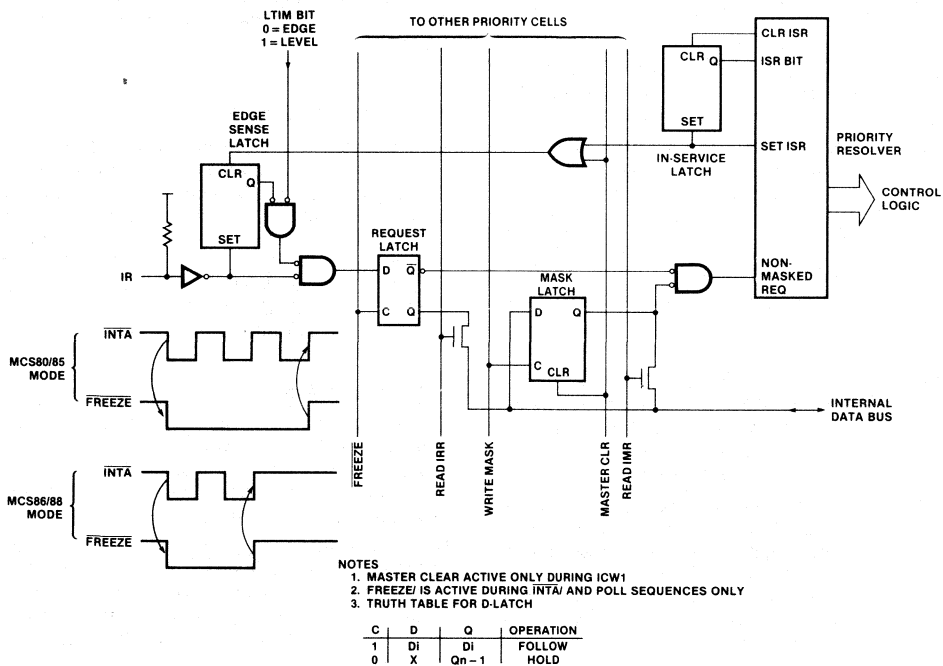 LTIM BIT
0 = EDGE
1 = LEVEL
TO OTHER PRIORITY CELLS
CLR ISR
CLR
Q
ISR BIT
SET
SET ISR
IN-SERVICE
LATCH
PRIORITY
RESOLVER
CONTROL
LOGIC
EDGE
SENSE
LATCH
CLR
Q
SET
IR
REQUEST
LATCH
D
Q
C
Q
MASK
LATCH
D
Q
C
CLR
NON-
MASKED
REQ
INTERNAL
DATA BUS
MCS80/85
MODE
INTA
FREEZE
MCS86/88
MODE
INTA
FREEZE
FREEZE
READ IRR
WRITE MASK
MASTER CLR
READ IMR
NOTES
1. MASTER CLEAR ACTIVE ONLY DURING ICW1
2. FREEZE/ IS ACTIVE DURING INTA/ AND POLL SEQUENCES ONLY
3. TRUTH TABLE FOR D-LATCH
C D Q OPERATION
1 Di Di FOLLOW
0 X Qn – 1 HOLD